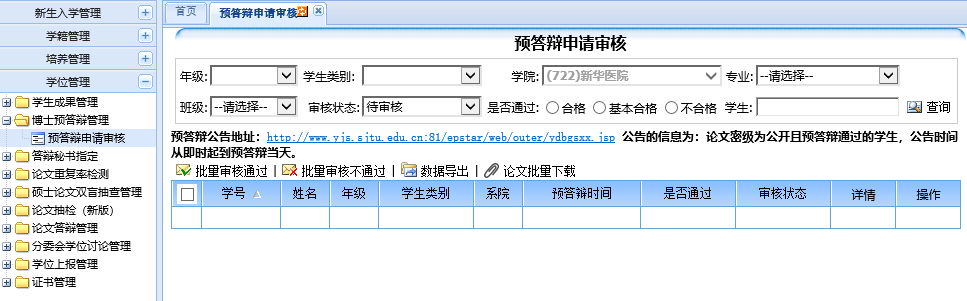 新生入学管理
学籍管理
培养管理
学位管理
学生成果管理
博士预答辩管理
预答辩申请审核
答辩秘书指定
论文重复率检测
硕士论文双盲抽查管理
论文抽检（新版）
论文答辩管理
分委会学位讨论管理
学位上报管理
证书管理
首页 预答辩申请审核
预答辩申请审核
年级: 学生类别: 学院: (722)新华医院 专业: --请选择--
班级: --请选择-- 审核状态: 待审核 是否通过: 合格 基本合格 不合格 学生: 查询
预答辩公告地址: http://www.yjs.sjtu.edu.cn:81/epstar/web/outer/ydbgsxx.jsp 公告的信息为：论文密级为公开且预答辩通过的学生，公告时间
从即时起到预答辩当天。
批量审核通过 | 批量审核不通过 | 数据导出 | 论文批量下载
学号 姓名 年级 学生类别 系院 预答辩时间 是否通过 审核状态 详情 操作